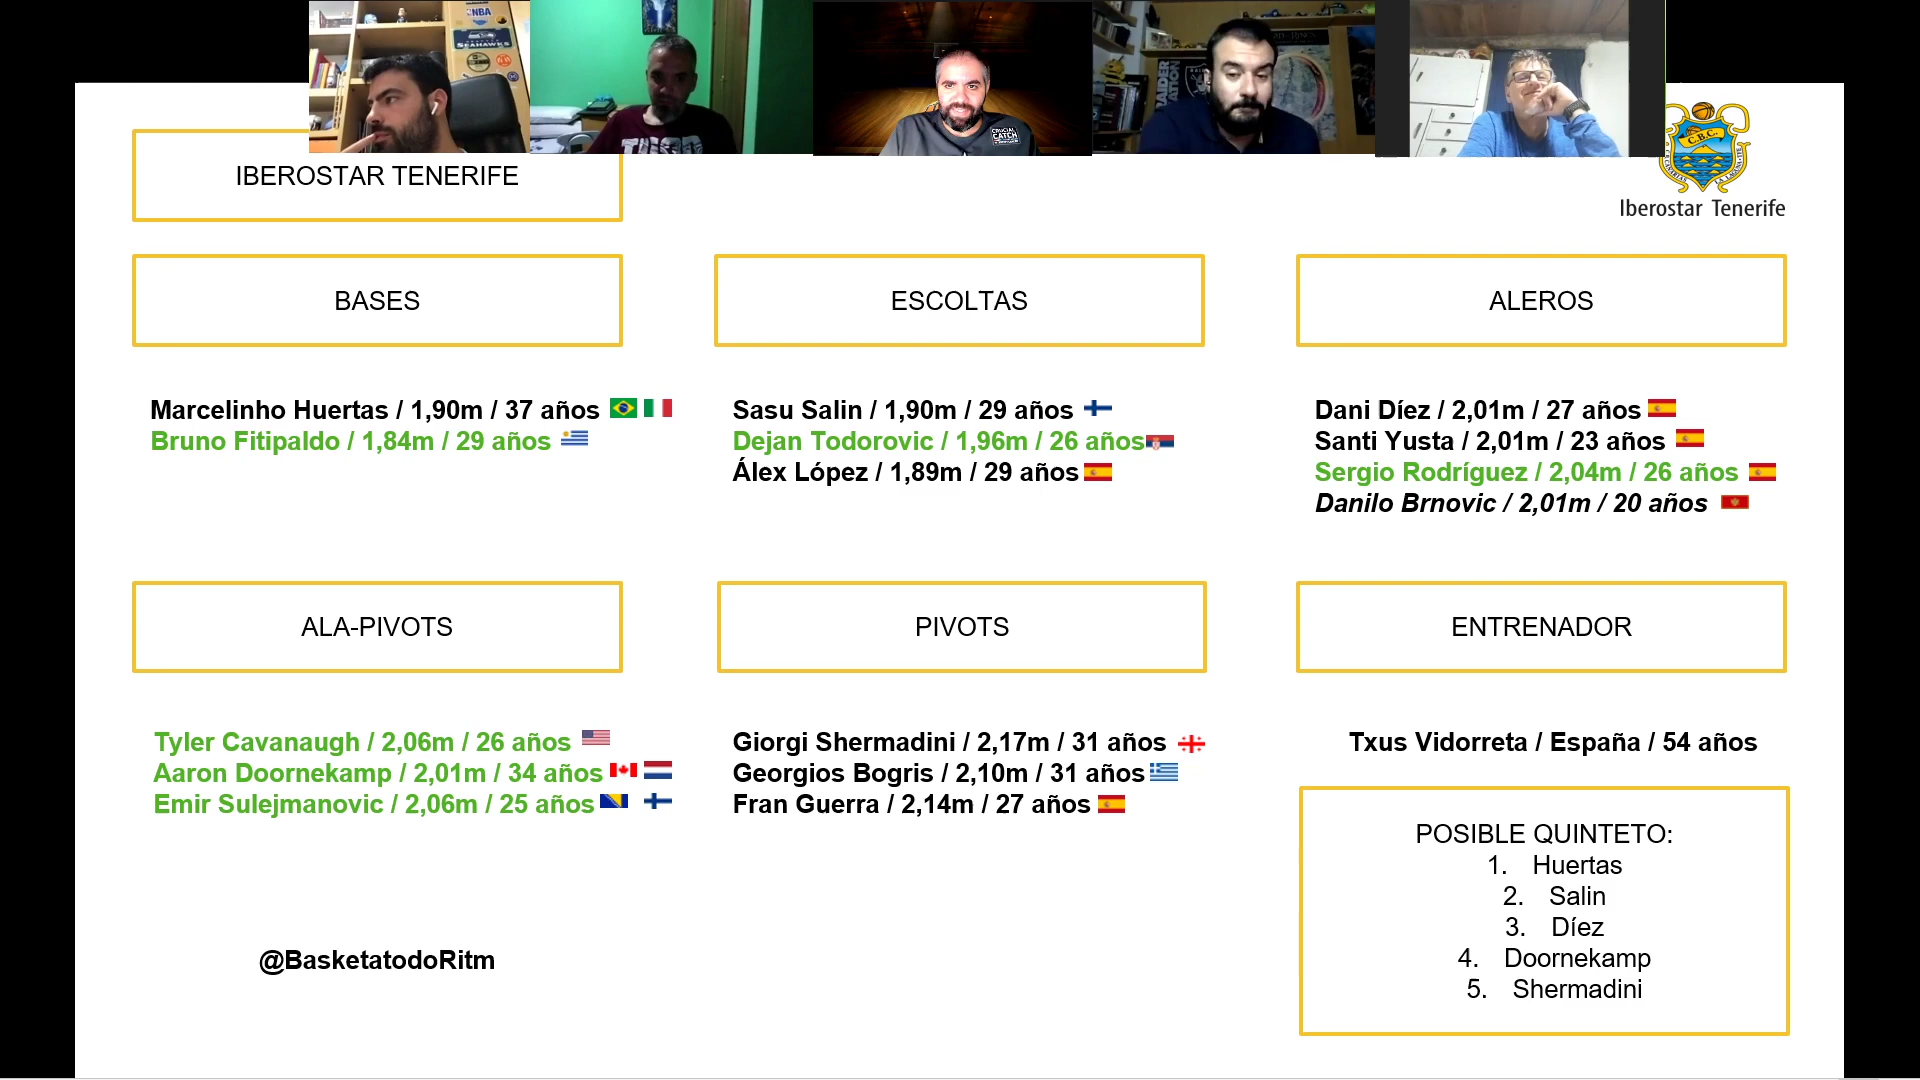 NBA
SEAHAWKS
CRUCIAL
CATCH
IBEROSTAR TENERIFE
C.B.C.
Iberostar Tenerife
BASES
ESCOLTAS
ALEROS
Marcelinho Huertas / 1,90m / 37 años
Bruno Fitipaldo / 1,84m / 29 años
Sasu Salin / 1,90m / 29 años
Dejan Todorovic / 1,96m / 26 años
Álex López / 1,89m / 29 años
Dani Díez / 2,01m / 27 años
Santi Yusta / 2,01m / 23 años
Sergio Rodríguez / 2,04m / 26 años
Danilo Brnovic / 2,01m / 20 años
ALA-PIVOTS
PIVOTS
ENTRENADOR
Tyler Cavanaugh / 2,06m / 26 años
Aaron Doornekamp / 2,01m / 34 años
Emir Sulejmanovic / 2,06m / 25 años
Giorgi Shermadini / 2,17m / 31 años
Georgios Bogris / 2,10m / 31 años
Fran Guerra / 2,14m / 27 años
Txus Vidorreta / España / 54 años
POSIBLE QUINTETO:
1. Huertas
2. Salin
3. Díez
4. Doornekamp
5. Shermadini
@BasketatodoRitm